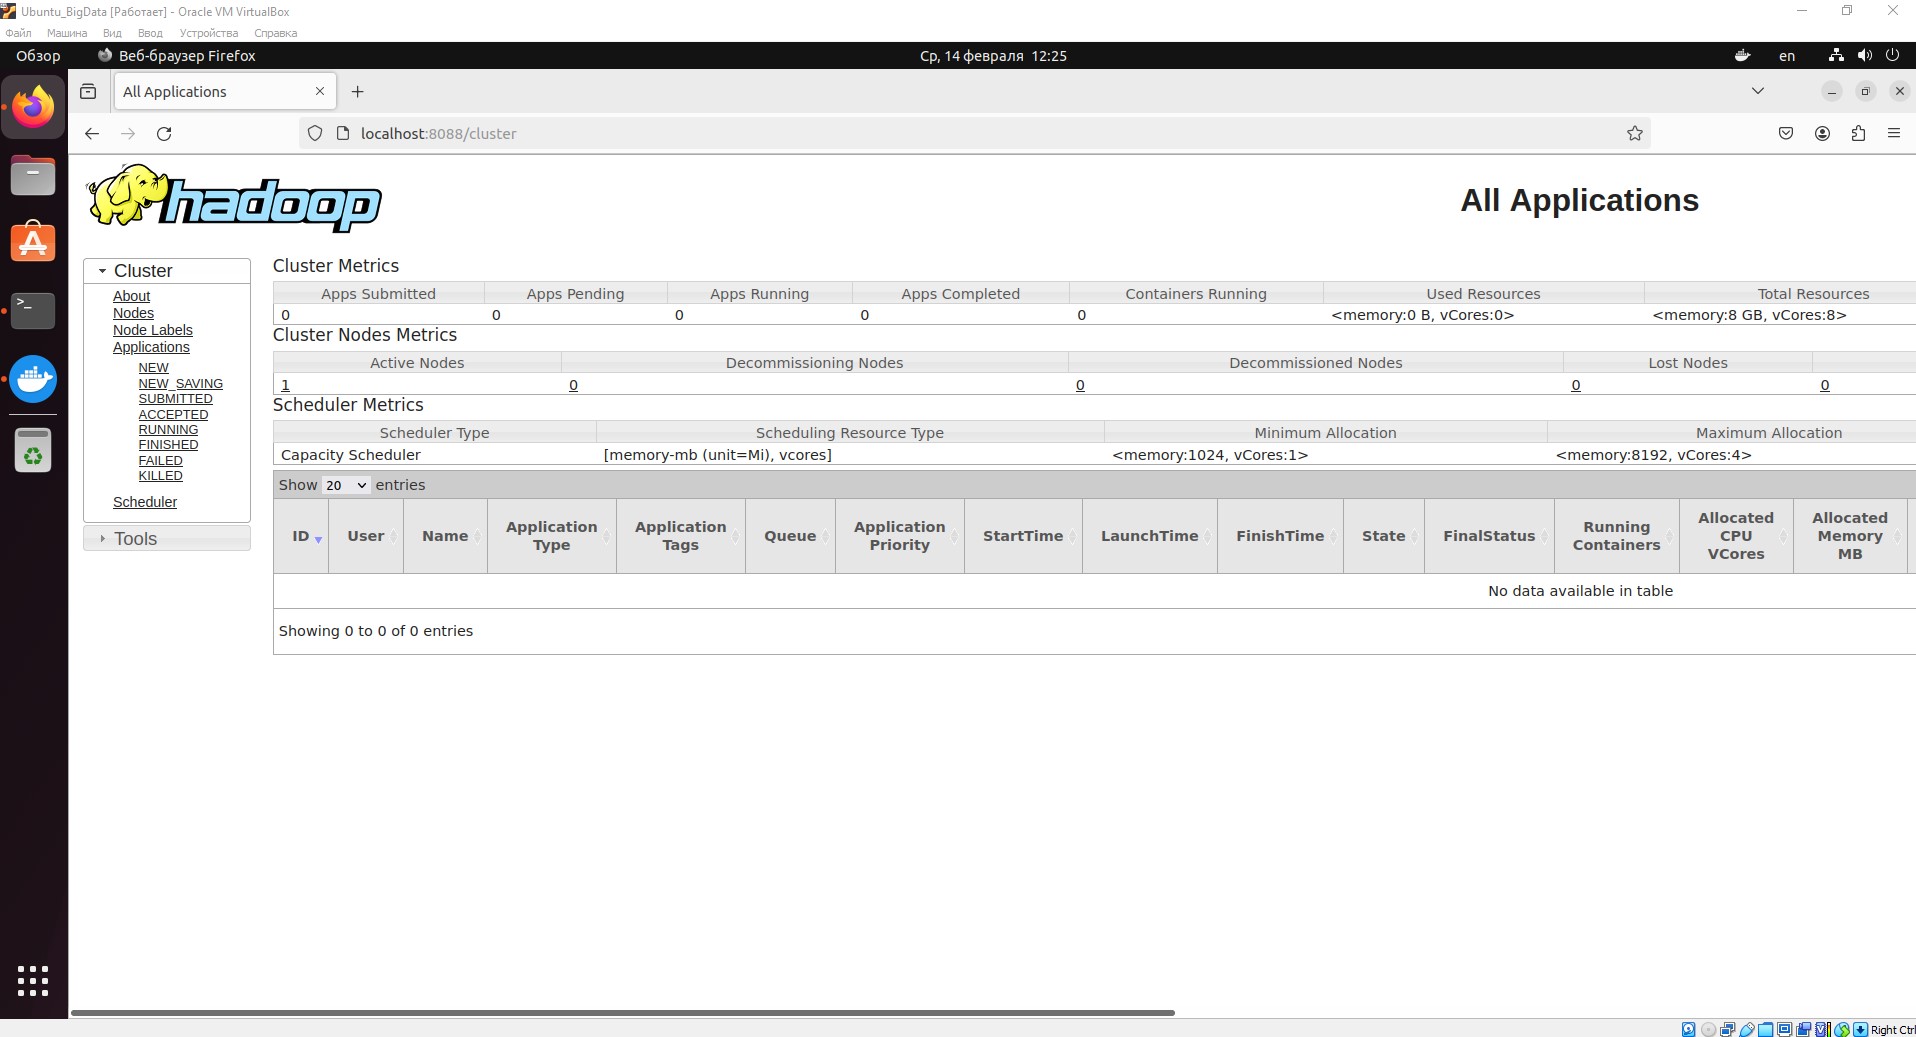 Ubuntu_BigData [Работает] - Oracle VM VirtualBox
Файл Машина Вид Ввод Устройства Справка
Обзор Веб-браузер Firefox Ср, 14 февраля 12:25 en
All Applications
localhost:8088/cluster
hadoop
All Applications
Cluster
About
Nodes
Node Labels
Applications
NEW
NEW_SAVING
SUBMITTED
ACCEPTED
RUNNING
FINISHED
FAILED
KILLED
Scheduler
Tools
Cluster Metrics
Apps Submitted Apps Pending Apps Running Apps Completed Containers Running Used Resources Total Resources
0 0 0 0 0 <memory:0 B, vCores:0> <memory:8 GB, vCores:8>
Cluster Nodes Metrics
Active Nodes Decommissioning Nodes Decommissioned Nodes Lost Nodes
1 0 0 0 0
Scheduler Metrics
Scheduler Type Scheduling Resource Type Minimum Allocation Maximum Allocation
Capacity Scheduler [memory-mb (unit=Mi), vcores] <memory:1024, vCores:1> <memory:8192, vCores:4>
Show 20 entries
ID User Name Application Type Application Tags Queue Application Priority StartTime LaunchTime FinishTime State FinalStatus Running Containers Allocated CPU VCores Allocated Memory MB
No data available in table
Showing 0 to 0 of 0 entries
Right Ctrl